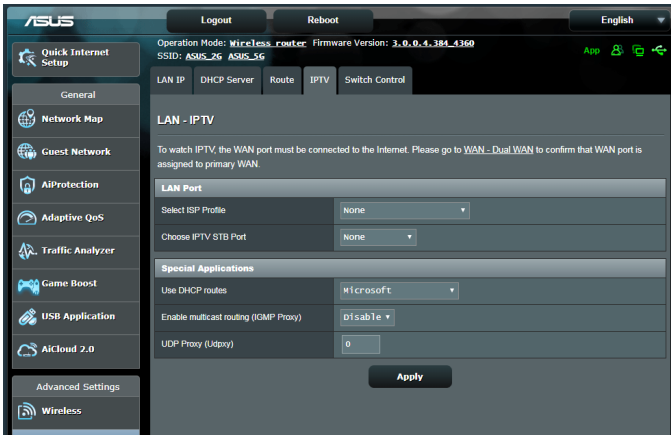 ASUS
Logout
Reboot
English
Quick Internet
Setup
Operation Mode: Wireless router Firmware Version: 3.0.0.4.384_4360
SSID: ASUS_2G ASUS_5G
App
General
Network Map
Guest Network
AiProtection
Adaptive QoS
Traffic Analyzer
Game Boost
USB Application
AiCloud 2.0
Advanced Settings
Wireless
LAN IP DHCP Server Route IPTV Switch Control
LAN - IPTV
To watch IPTV, the WAN port must be connected to the Internet. Please go to WAN - Dual WAN to confirm that WAN port is
assigned to primary WAN.
LAN Port
Select ISP Profile None
Choose IPTV STB Port None
Special Applications
Use DHCP routes Microsoft
Enable multicast routing (IGMP Proxy) Disable
UDP Proxy (Udpxy) 0
Apply